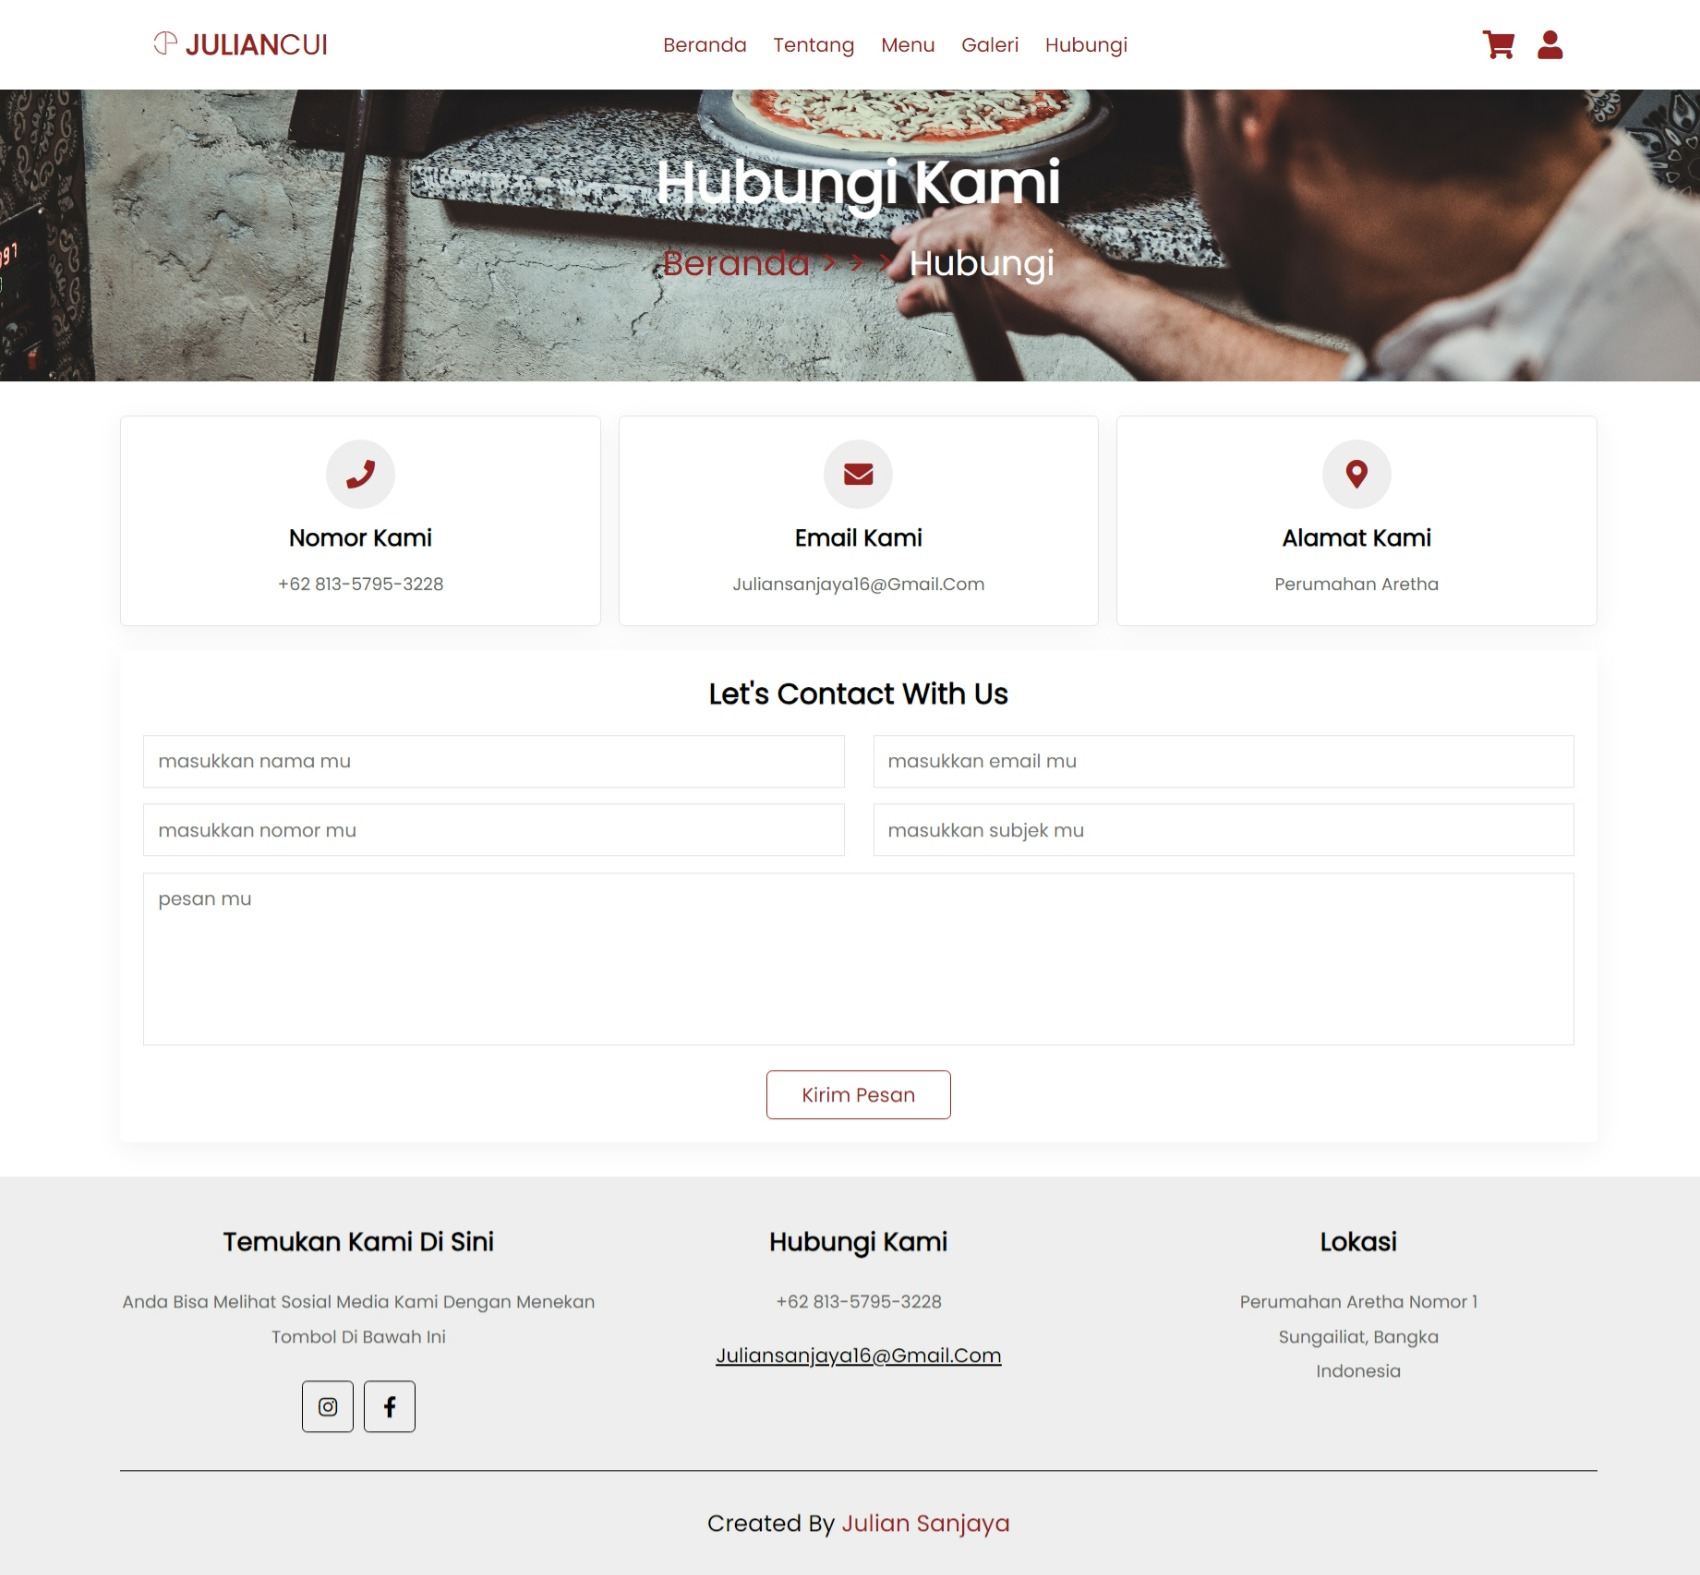 JULIANCUI
Beranda Tentang Menu Galeri Hubungi
Hubungi Kami
Beranda > > > Hubungi
Nomor Kami
+62 813-5795-3228
Email Kami
Juliansanjaya16@Gmail.Com
Alamat Kami
Perumahan Aretha
Let's Contact With Us
masukkan nama mu
masukkan email mu
masukkan nomor mu
masukkan subjek mu
pesan mu
Kirim Pesan
Temukan Kami Di Sini
Anda Bisa Melihat Sosial Media Kami Dengan Menekan
Tombol Di Bawah Ini
Hubungi Kami
+62 813-5795-3228
Juliansanjaya16@Gmail.Com
Lokasi
Perumahan Aretha Nomor 1
Sungailiat, Bangka
Indonesia
Created By Julian Sanjaya